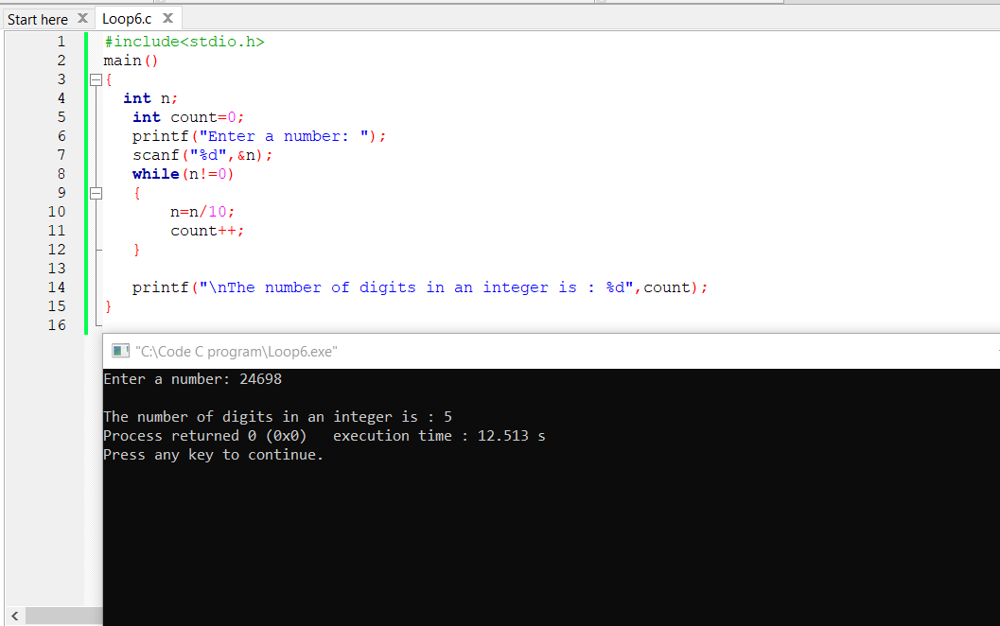 Start here X Loop6.c X
1 #include<stdio.h>
2 main()
3 {
4 int n;
5 int count=0;
6 printf("Enter a number: ");
7 scanf("%d",&n);
8 while(n!=0)
9 {
10 n=n/10;
11 count++;
12 }
13
14 printf("\nThe number of digits in an integer is : %d",count);
15 }
16
"C:\Code C program\Loop6.exe"
Enter a number: 24698
The number of digits in an integer is : 5
Process returned 0 (0x0)   execution time : 12.513 s
Press any key to continue.